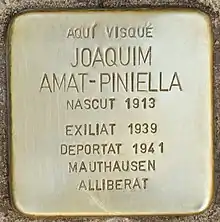 AQUÍ VISQUÉ
JOAQUIM
AMAT-PINIELLA
NASCUT 1913
EXILIAT 1939
DEPORTAT 1941
MAUTHAUSEN
ALLIBERAT